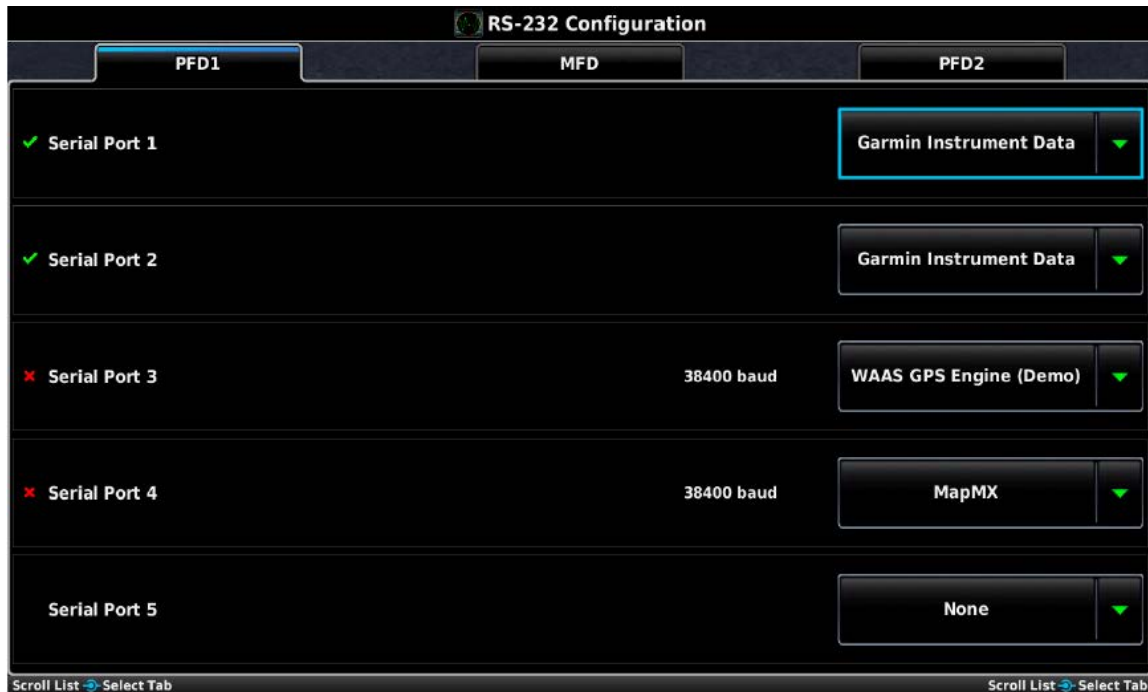 RS-232 Configuration
PFD1 MFD PFD2
Serial Port 1 Garmin Instrument Data
Serial Port 2 Garmin Instrument Data
Serial Port 3 38400 baud WAAS GPS Engine (Demo)
Serial Port 4 38400 baud MapMX
Serial Port 5 None
Scroll List Select Tab Scroll List Select Tab